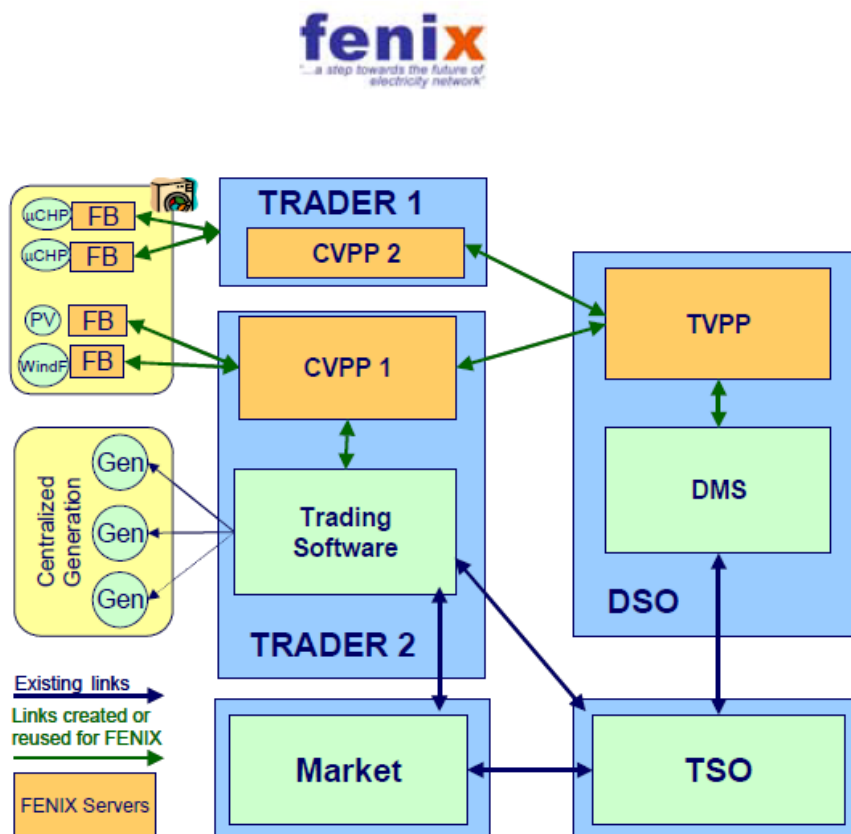 fenix
"...a step towards the future of
electricity network"
TRADER 1
CVPP 2
µCHP
FB
µCHP
FB
PV
FB
WindF
FB
CVPP 1
TVPP
Trading
Software
DMS
Centralized
Generation
Gen
Gen
Gen
TRADER 2
DSO
Existing links
Links created or
reused for FENIX
FENIX Servers
Market
TSO